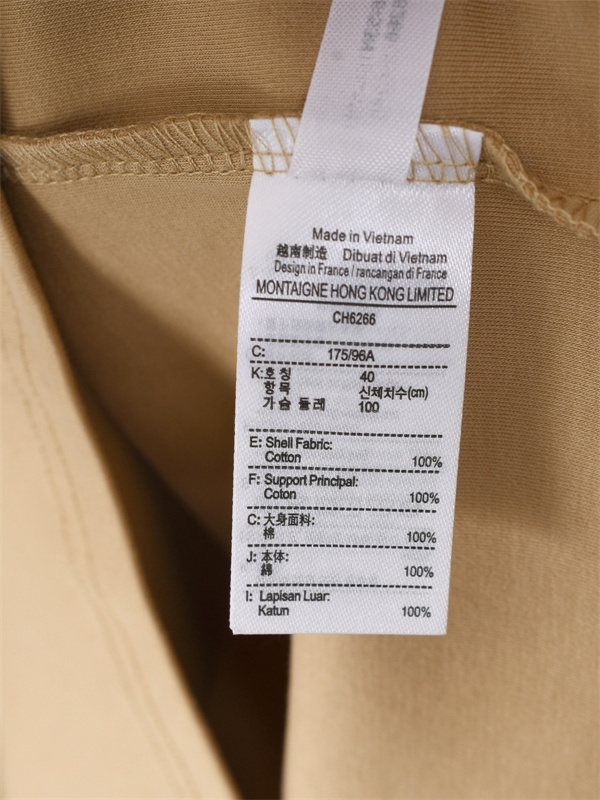 Made in Vietnam
越南制造 Dibuat di Vietnam
Design in France / rancangan di France
MONTAIGNE HONG KONG LIMITED
CH6266
C: 175/96A
K:호 칭 40
항 목 신체치수(cm)
가 슴 둘 레 100
E: Shell Fabric:
Cotton 100%
F: Support Principal:
Coton 100%
C: 大身面料:
棉 100%
J: 本体:
綿 100%
I: Lapisan Luar:
Katun 100%